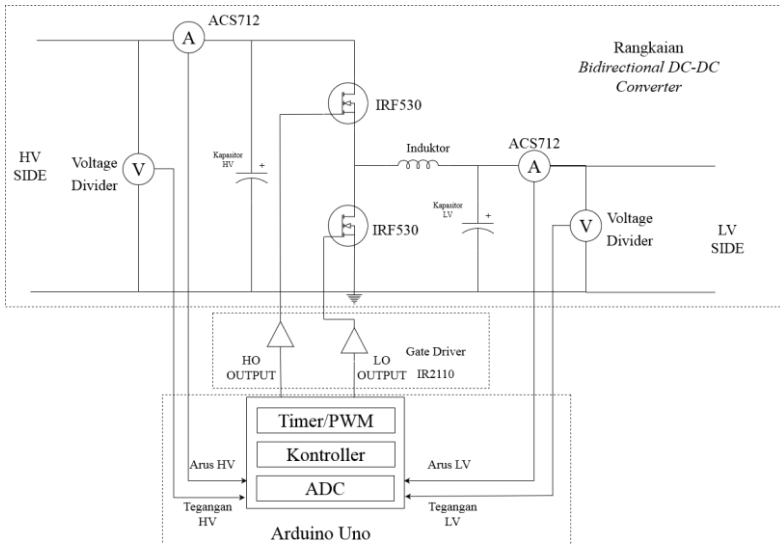 ACS712
A
Rangkaian
Bidirectional DC-DC
Converter
IRF530
HV
SIDE
Voltage
Divider
V
Kapasitor
HV
+
Induktor
ACS712
A
Kapasitor
LV
+
IRF530
V
Voltage
Divider
LV
SIDE
HO
OUTPUT
LO
OUTPUT
Gate Driver
IR2110
Timer/PWM
Kontroller
ADC
Arus HV
Arus LV
Tegangan
HV
Tegangan
LV
Arduino Uno